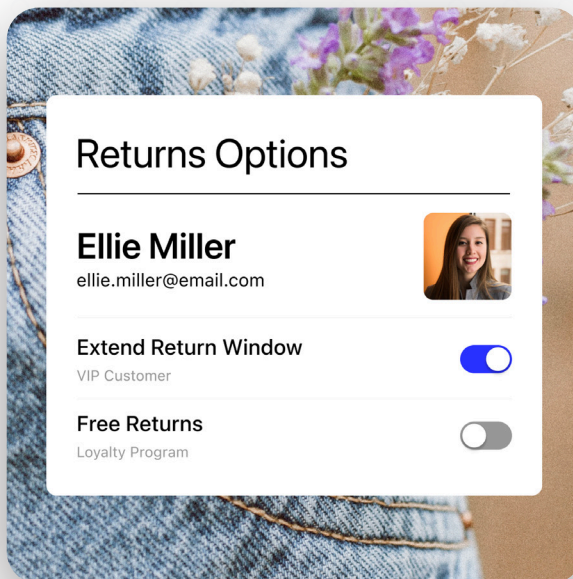 Returns Options
Ellie Miller
ellie.miller@email.com
Extend Return Window
VIP Customer
Free Returns
Loyalty Program